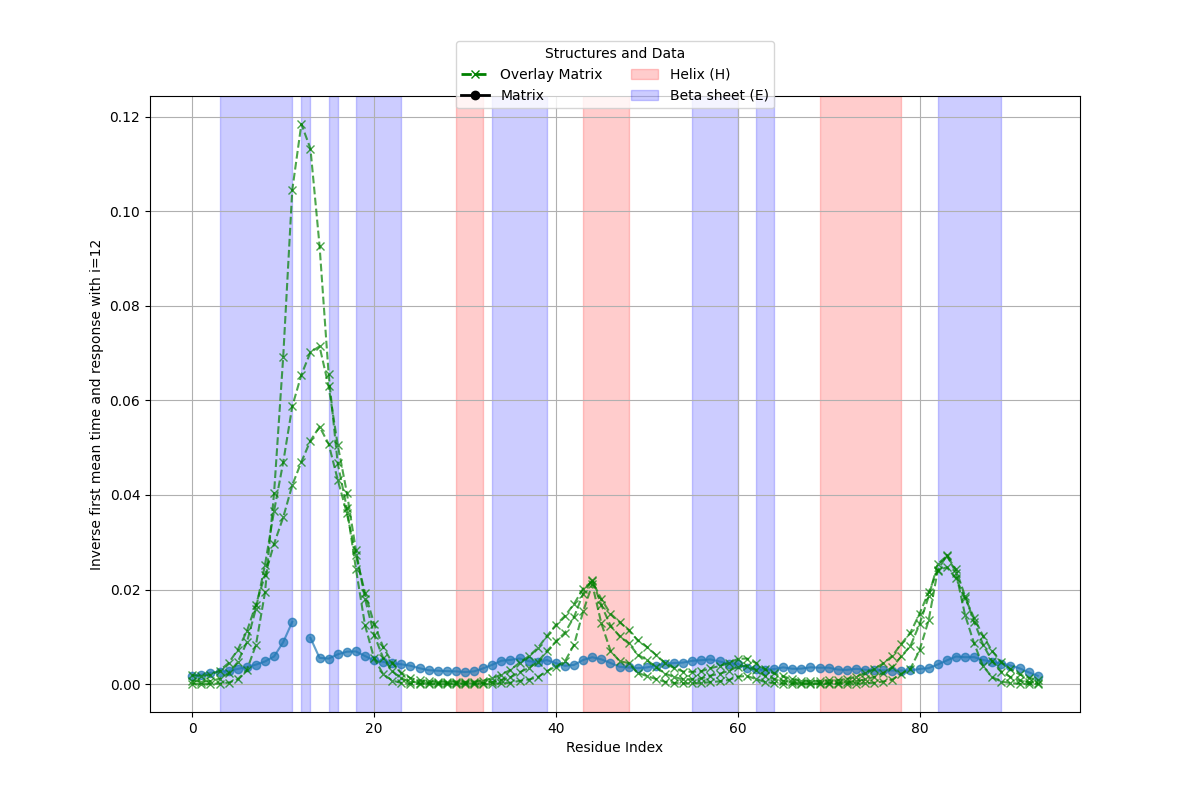 Structures and Data
Overlay Matrix
Matrix
Helix (H)
Beta sheet (E)
Inverse first mean time and response with i=12
0.12
0.10
0.08
0.06
0.04
0.02
0.00
0 20 40 60 80
Residue Index